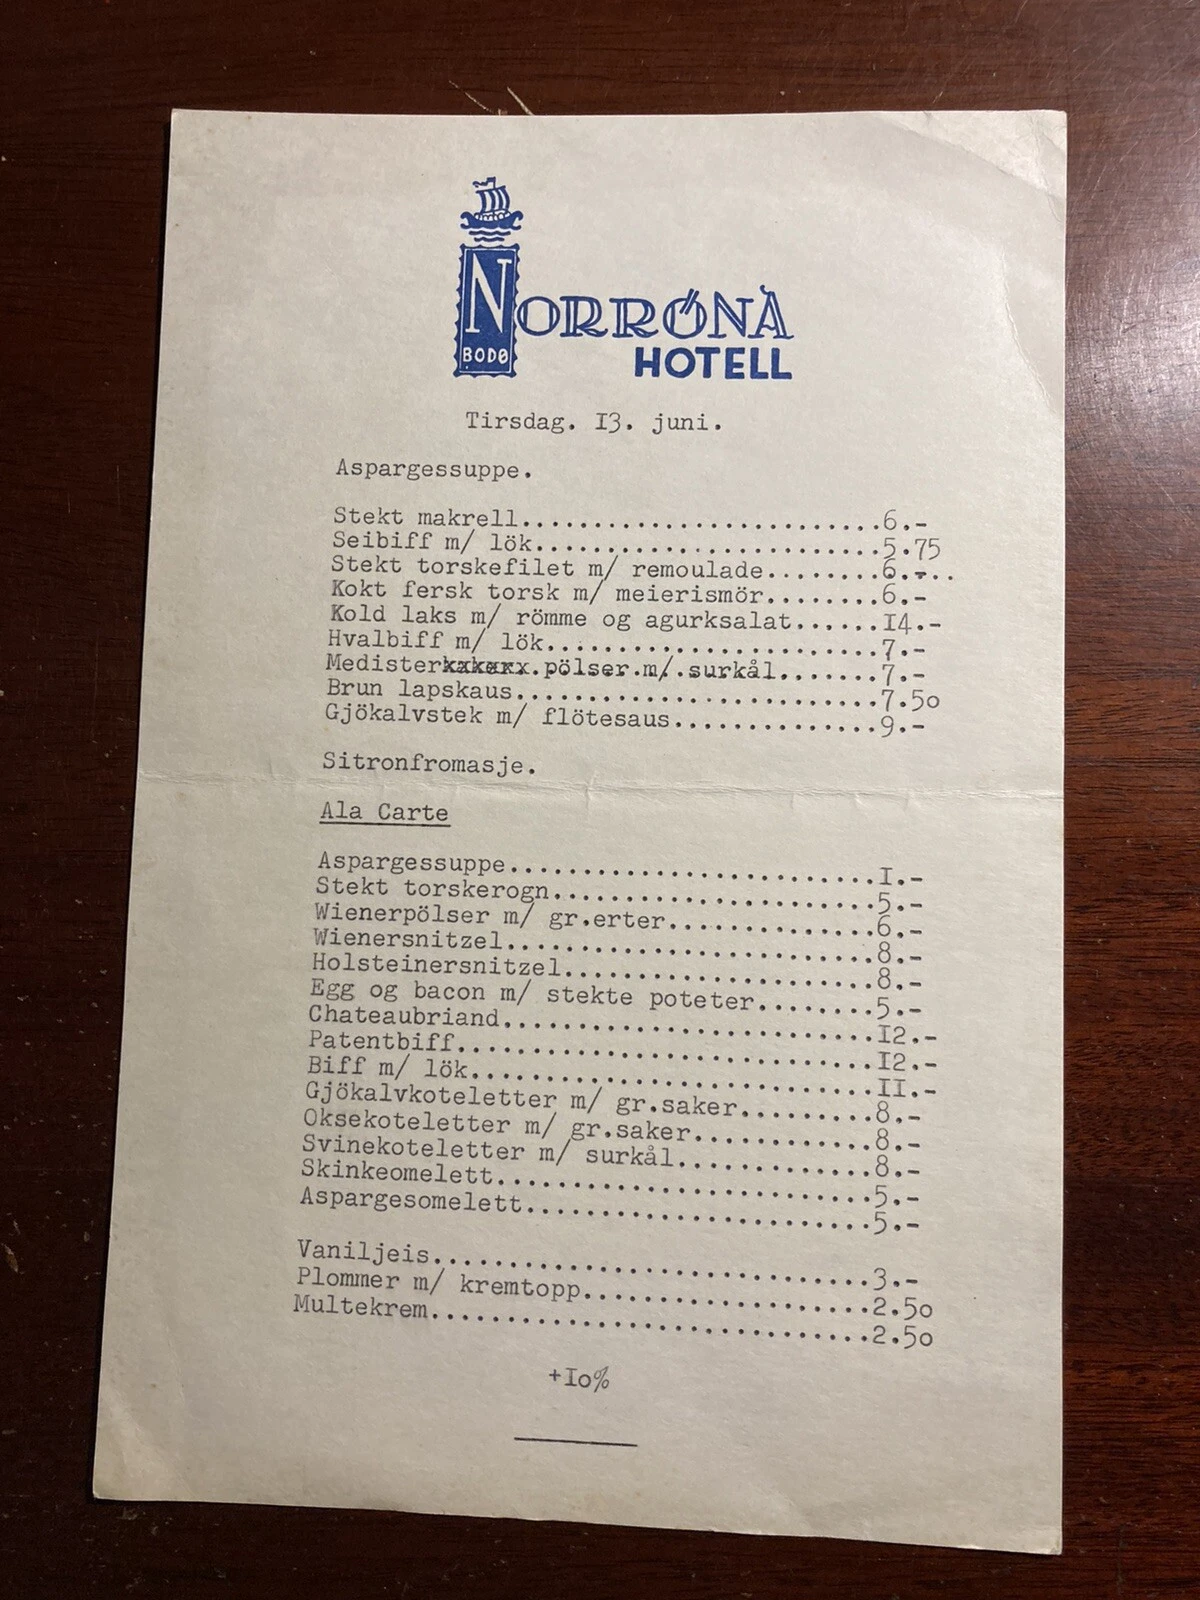 NORRØNA
BODØ
HOTELL
Tirsdag. I3. juni.
Aspargessuppe.
Stekt makrell.........................6.-
Seibiff m/ lök........................5.75
Stekt torskefilet m/ remoulade........6.-..
Kokt fersk torsk m/ meierismör........6.-
Kold laks m/ römme og agurksalat......I4.-
Hvalbiff m/ lök.......................7.-
Medisterkakerx.pölser.m/.surkål.......7.-
Brun lapskaus.........................7.5o
Gjökalvstek m/ flötesaus..............9.-
Sitronfromasje.
Ala Carte
Aspargessuppe..........................I.-
Stekt torskerogn.......................5.-
Wienerpölser m/ gr.erter...............6.-
Wienersnitzel..........................8.-
Holsteinersnitzel......................8.-
Egg og bacon m/ stekte poteter.........5.-
Chateaubriand..........................I2.-
Patentbiff.............................I2.-
Biff m/ lök............................II.-
Gjökalvkoteletter m/ gr.saker..........8.-
Oksekoteletter m/ gr.saker.............8.-
Svinekoteletter m/ surkål..............8.-
Skinkeomelett..........................5.-
Aspargesomelett........................5.-
Vaniljeis..............................3.-
Plommer m/ kremtopp....................2.5o
Multekrem..............................2.5o
+Io%